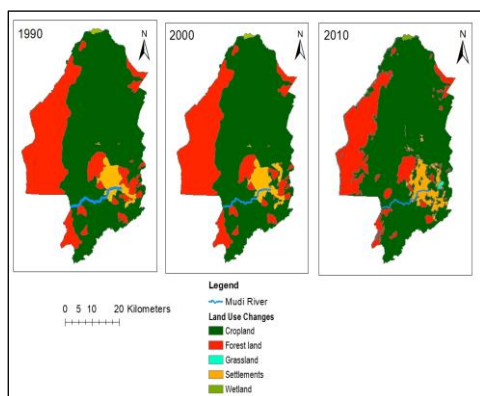 1990
N
2000
N
2010
N
0 5 10 20 Kilometers
Legend
Mudi River
Land Use Changes
Cropland
Forest land
Grassland
Settlements
Wetland